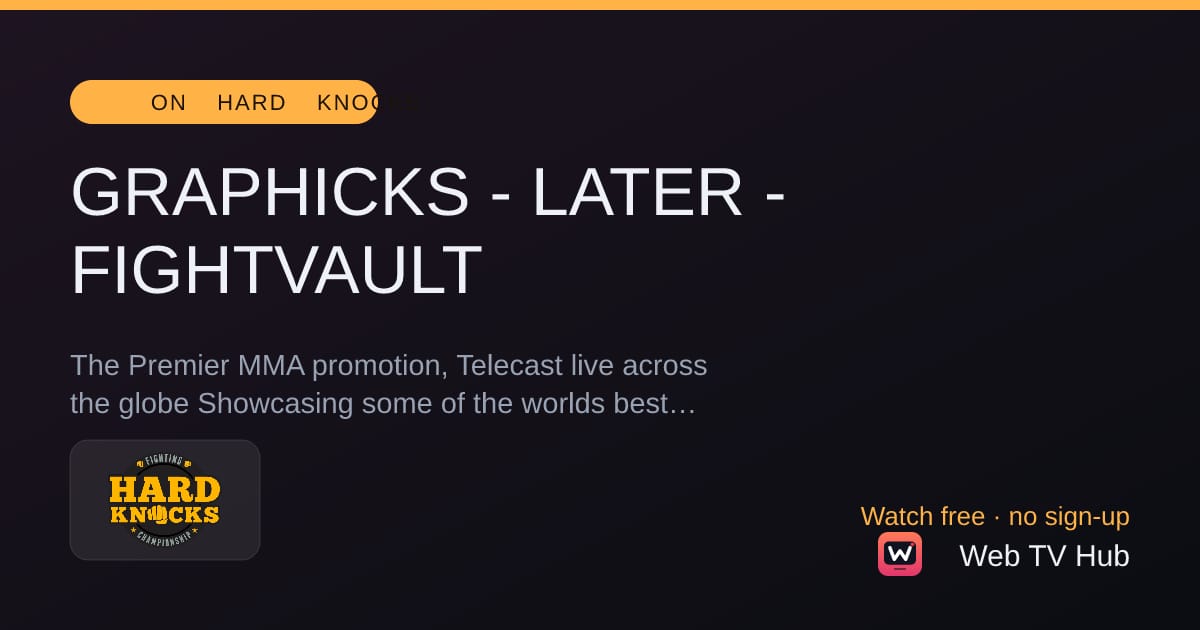 ON HARD
GRAPHICKS - LATER -
FIGHTVAULT
The Premier MMA promotion, Telecast live across
the globe Showcasing some of the worlds best…
FIGHTING
HARD
KNOCKS
CHAMPIONSHIP
Watch free · no sign-up
W
Web TV Hub